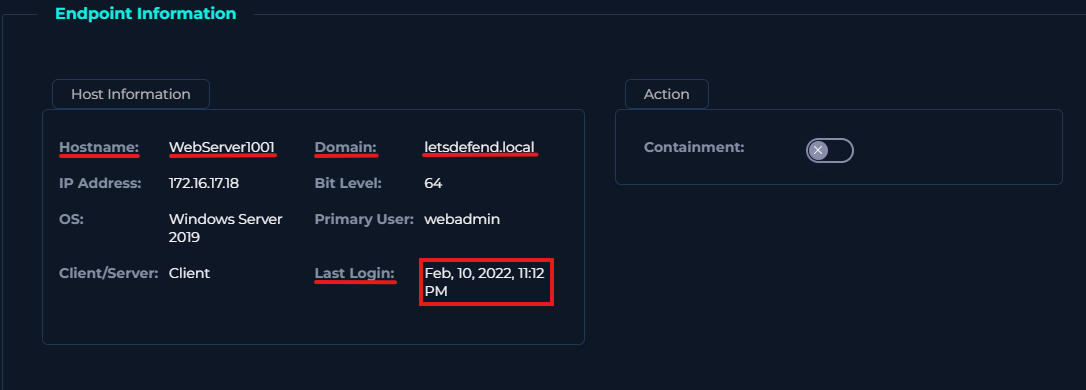 Endpoint Information
Host Information
Hostname: WebServer1001 Domain: letsdefend.local
IP Address: 172.16.17.18 Bit Level: 64
OS: Windows Server 2019 Primary User: webadmin
Client/Server: Client Last Login: Feb, 10, 2022, 11:12 PM
Action
Containment: